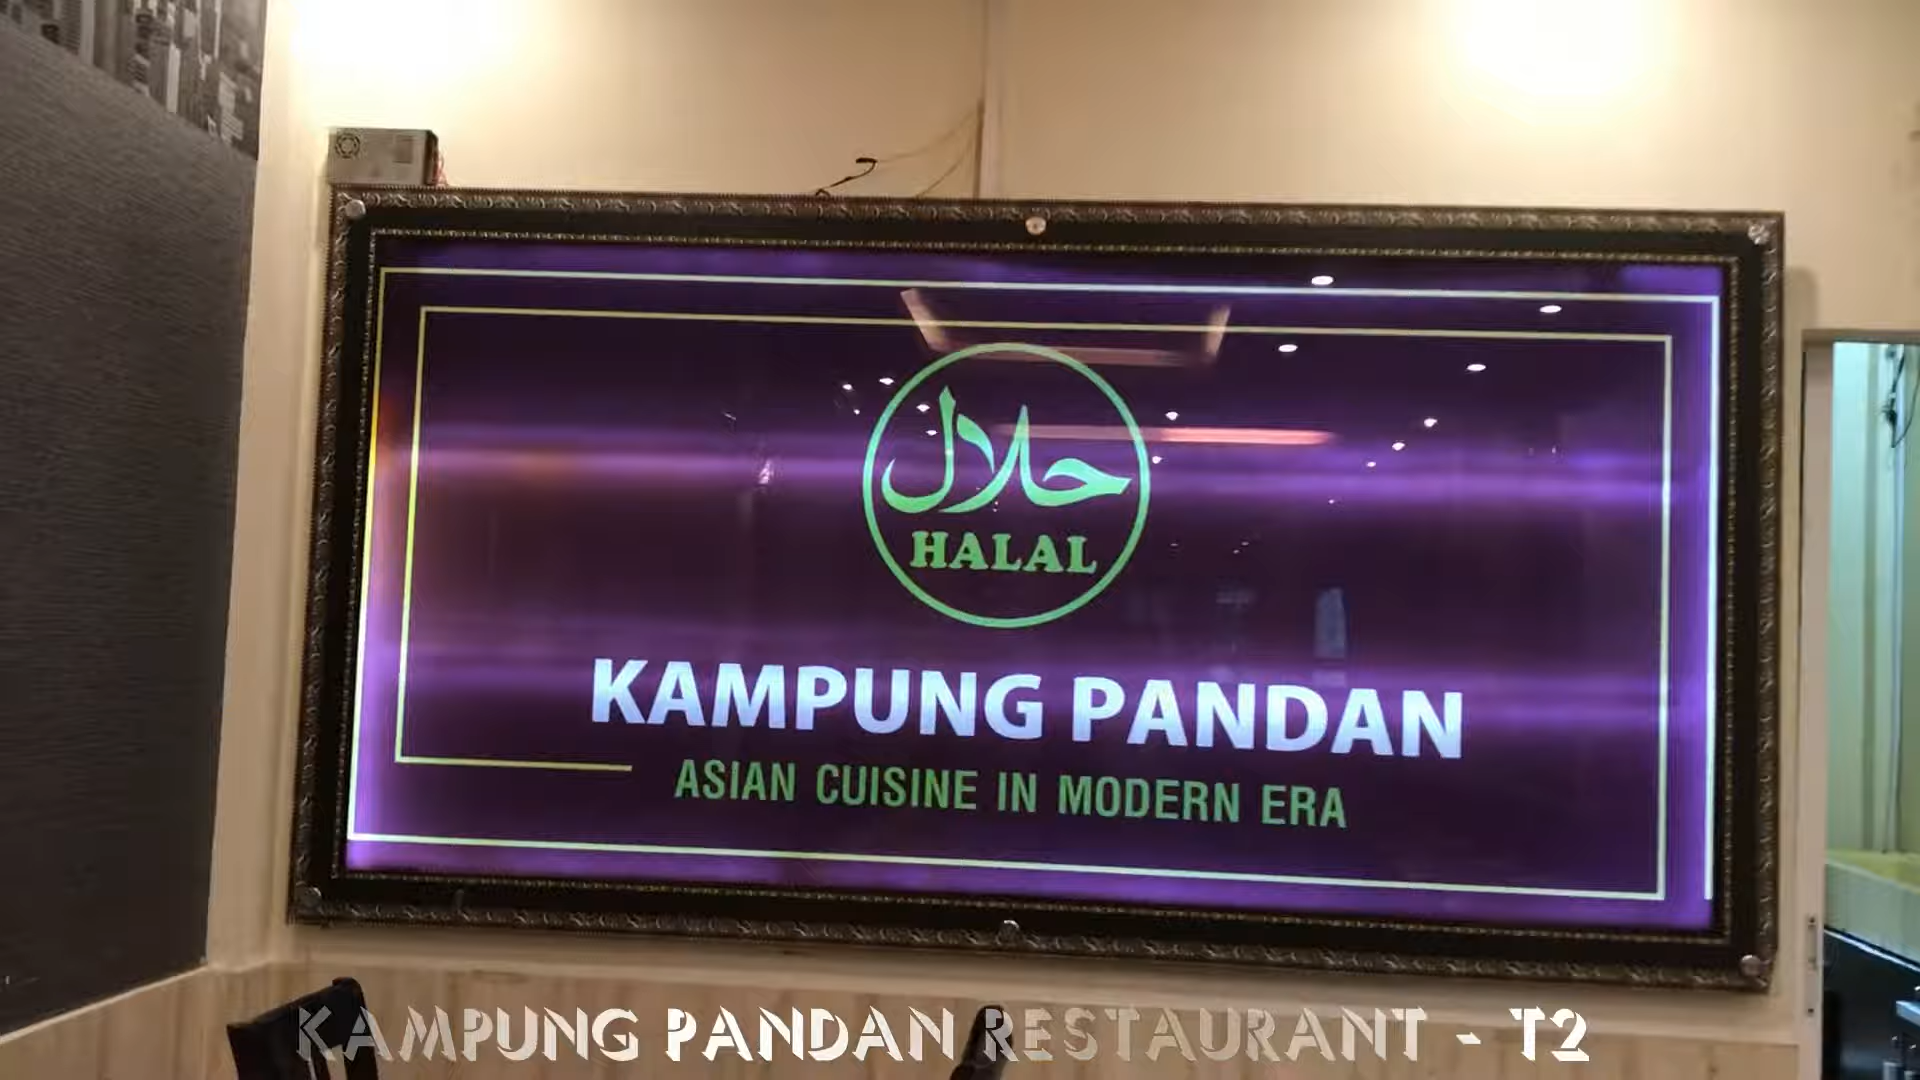 حلال
HALAL
KAMPUNG PANDAN
ASIAN CUISINE IN MODERN ERA
KAMPUNG PANDAN RESTAURANT - T2